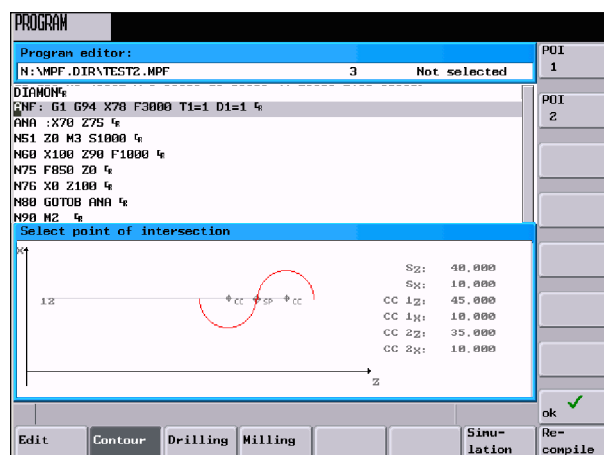 PROGRAM
Program editor:
N:\MPF.DIR\TEST2.MPF 3 Not selected
DIAMON
ANF: G1 G94 X78 F3000 T1=1 D1=1
ANA :X70 Z75
N51 Z0 M3 S1000
N60 X100 Z90 F1000
N75 F850 Z0
N76 X0 Z100
N80 GOTOB ANA
N90 M2
Select point of intersection
X
12
CC SP CC
Z
SZ: 40.000
SX: 10.000
CC 1Z: 45.000
CC 1X: 10.000
CC 2Z: 35.000
CC 2X: 10.000
POI
1
POI
2
ok
Edit Contour Drilling Milling Simu-
lation Re-
compile